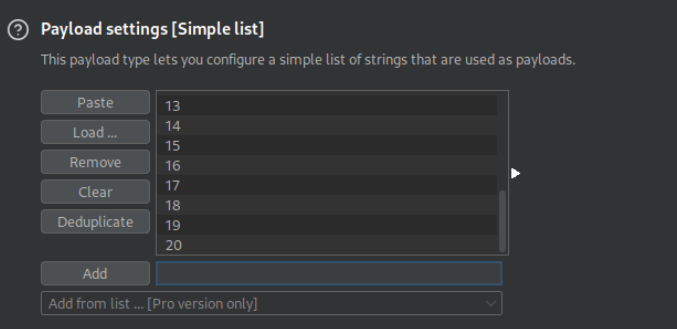 Payload settings [Simple list]
This payload type lets you configure a simple list of strings that are used as payloads.
Paste
Load ...
Remove
Clear
Deduplicate
13
14
15
16
17
18
19
20
Add
Add from list ... [Pro version only]